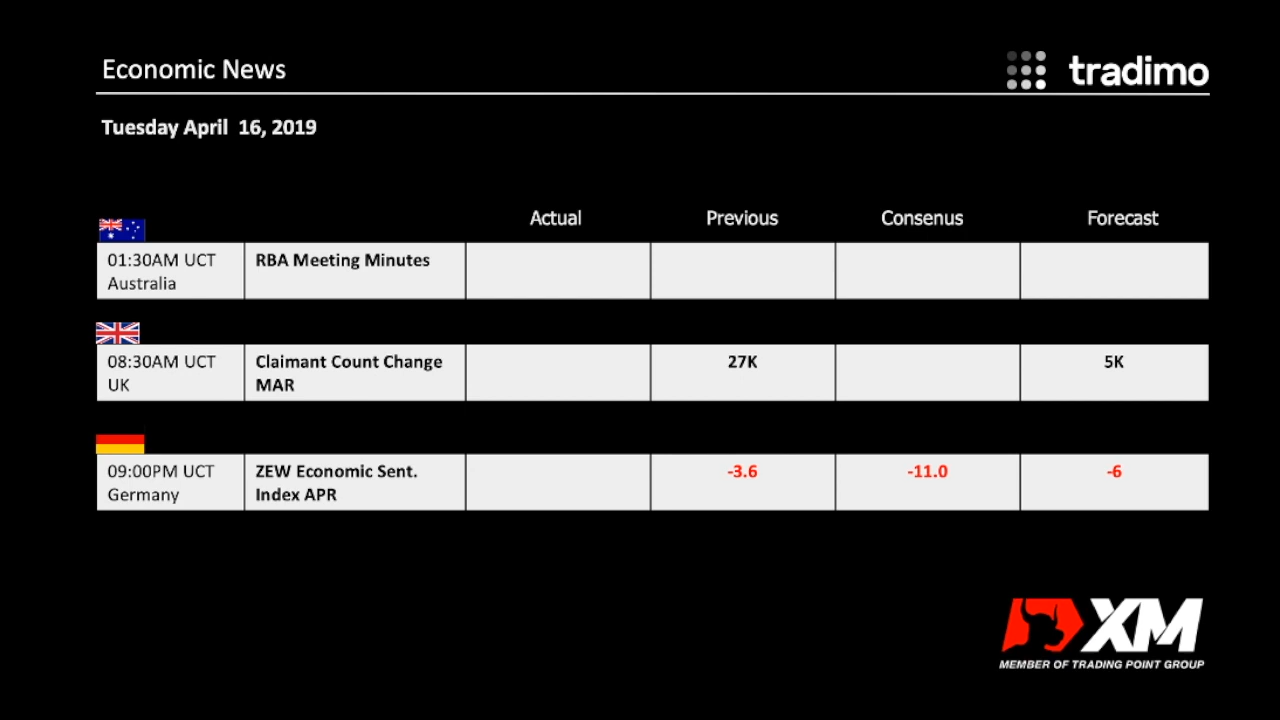 Economic News
tradimo
Tuesday April 16, 2019
Actual Previous Consenus Forecast
01:30AM UCT RBA Meeting Minutes
Australia
08:30AM UCT Claimant Count Change 27K 5K
UK MAR
09:00PM UCT ZEW Economic Sent. -3.6 -11.0 -6
Germany Index APR
XM
MEMBER OF TRADING POINT GROUP